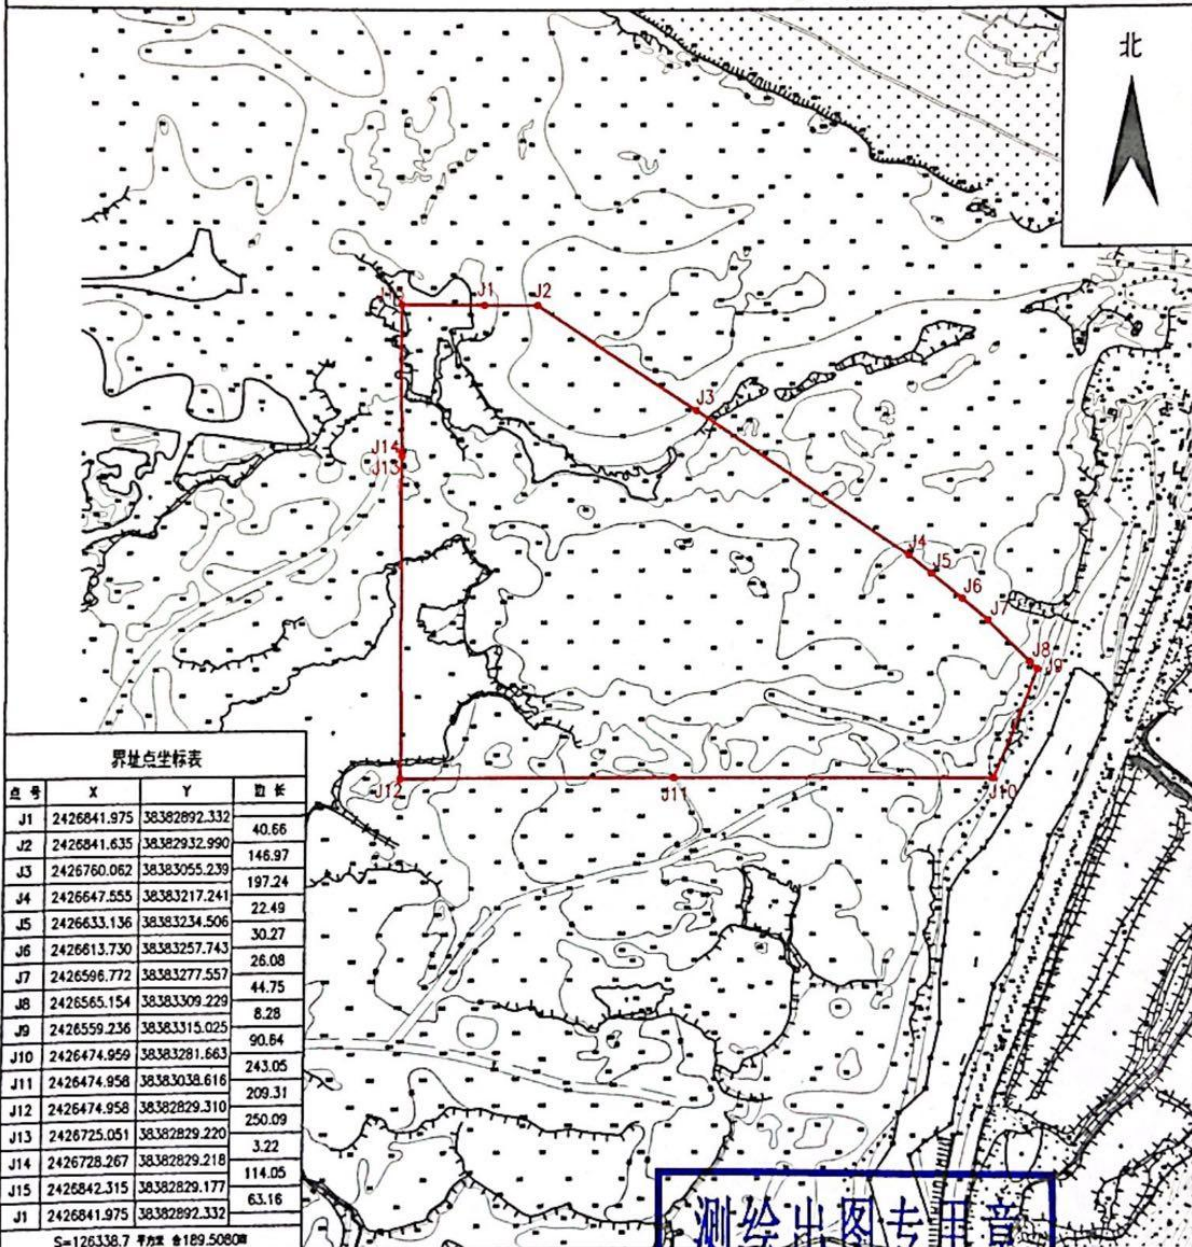 北
J15 J1 J2
J3
J14
J13
J4
J5
J6
J7
J8
J9
J12 J11 J10
界址点坐标表
点 号 X Y 边 长
J1 2426841.975 38382892.332
40.66
J2 2426841.635 38382932.990
146.97
J3 2426760.062 38383055.239
197.24
J4 2426647.555 38383217.241
22.49
J5 2426633.136 38383234.506
30.27
J6 2426613.730 38383257.743
26.08
J7 2426596.772 38383277.557
44.75
J8 2426565.154 38383309.229
8.28
J9 2426559.236 38383315.025
90.64
J10 2426474.959 38383281.663
243.05
J11 2426474.958 38383038.616
209.31
J12 2426474.958 38382829.310
250.09
J13 2426725.051 38382829.220
3.22
J14 2426728.267 38382829.218
114.05
J15 2426842.315 38382829.177
63.16
J1 2426841.975 38382892.332
S=126338.7 平方米 合189.5080亩
测绘出图专用章